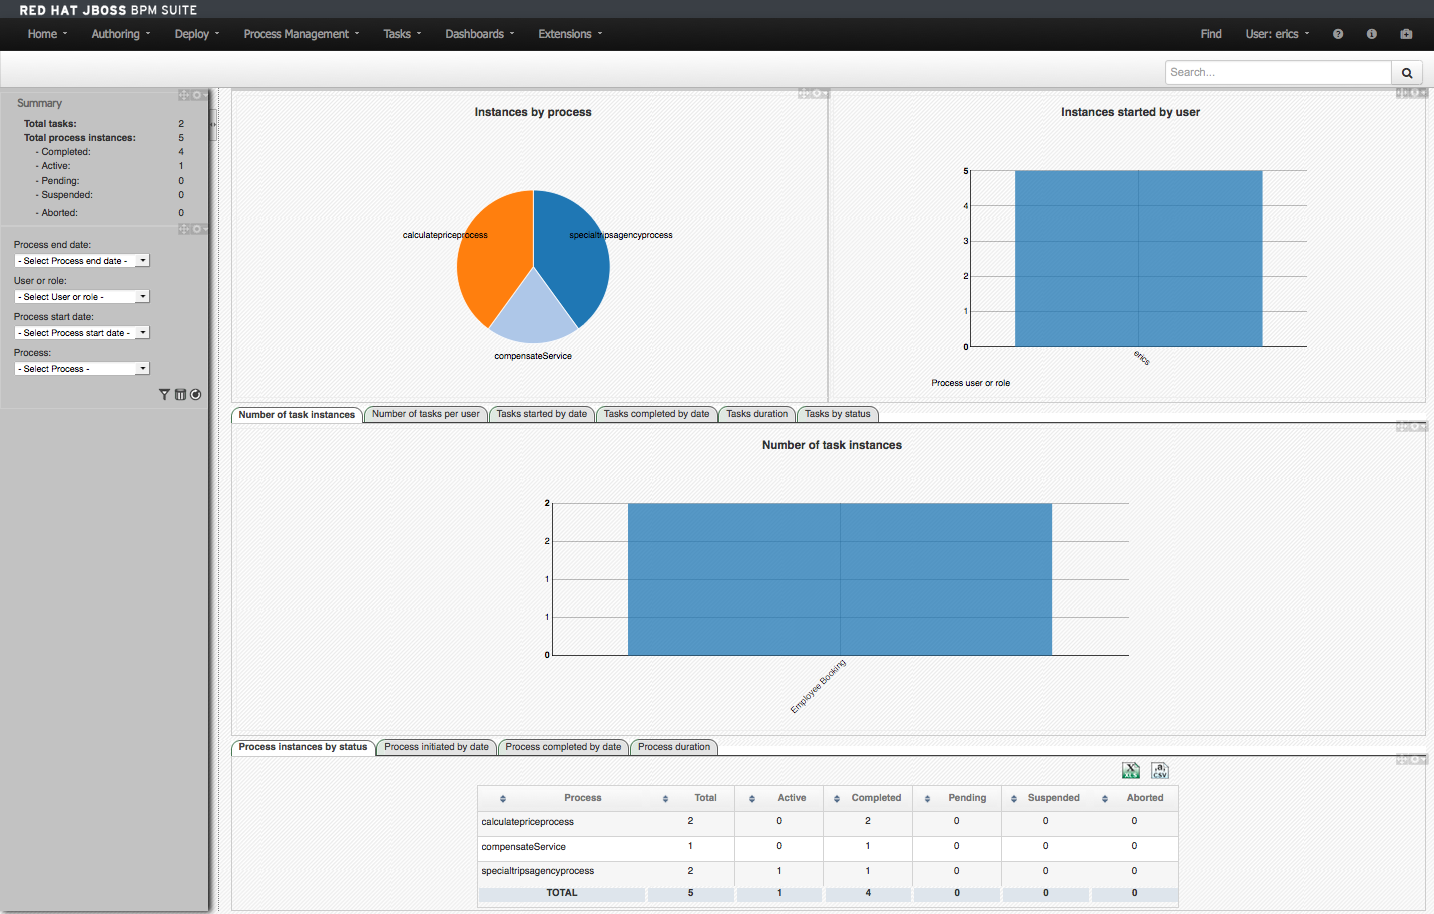 RED HAT JBOSS BPM SUITE
Home Authoring Deploy Process Management Tasks Dashboards Extensions Find User: erics
Search...
Summary
Total tasks: 2
Total process instances: 5
- Completed: 4
- Active: 1
- Pending: 0
- Suspended: 0
- Aborted: 0
Process end date:
- Select Process end date -
User or role:
- Select User or role -
Process start date:
- Select Process start date -
Process:
- Select Process -
Instances by process
calculatepriceprocess
specialtripsagencyprocess
compensateService
Instances started by user
5
4
3
2
1
0
erics
Process user or role
Number of task instances Number of tasks per user Tasks started by date Tasks completed by date Tasks duration Tasks by status
Number of task instances
2
2
1
1
0
Employee Booking
Process instances by status Process initiated by date Process completed by date Process duration
XLS CSV
Process Total Active Completed Pending Suspended Aborted
calculatepriceprocess 2 0 2 0 0 0
compensateService 1 0 1 0 0 0
specialtripsagencyprocess 2 1 1 0 0 0
TOTAL 5 1 4 0 0 0